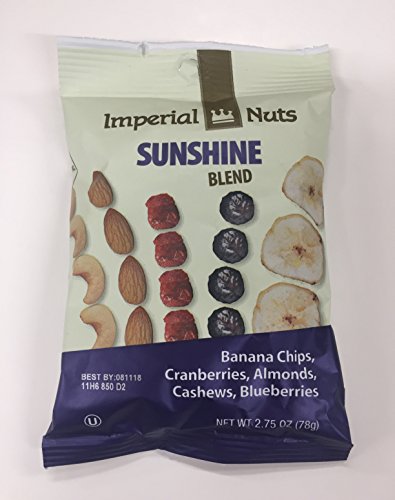 Imperial Nuts
SUNSHINE
BLEND
BEST BY:081118
11H6 850 D2
Banana Chips,
Cranberries, Almonds,
Cashews, Blueberries
U
NET WT 2.75 OZ (78g)